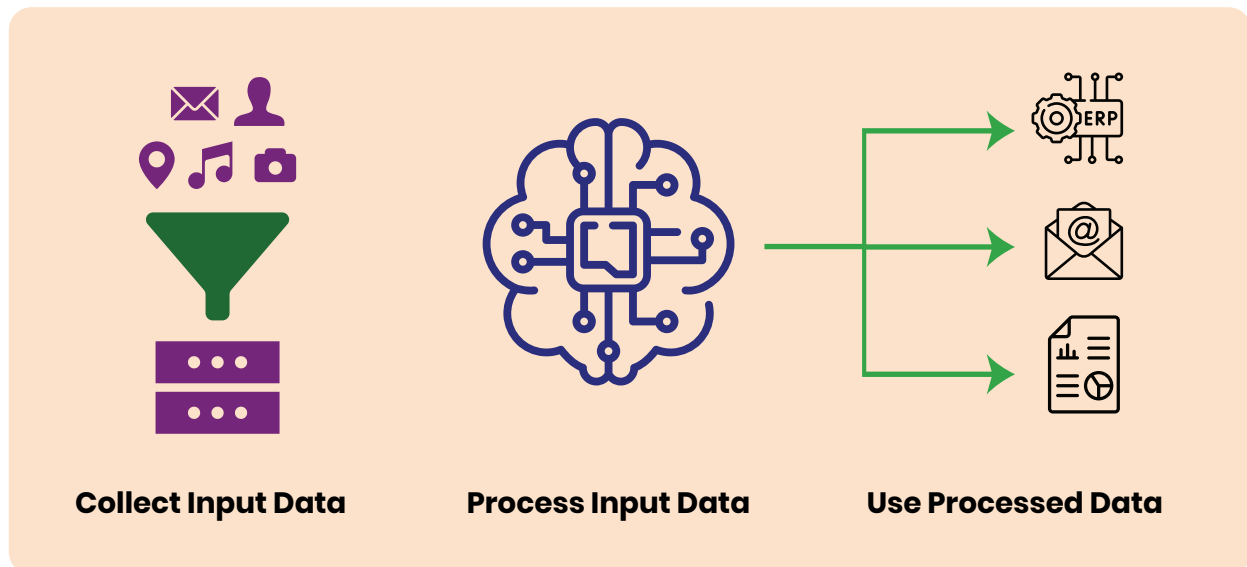 ERP
@
Collect Input Data
Process Input Data
Use Processed Data